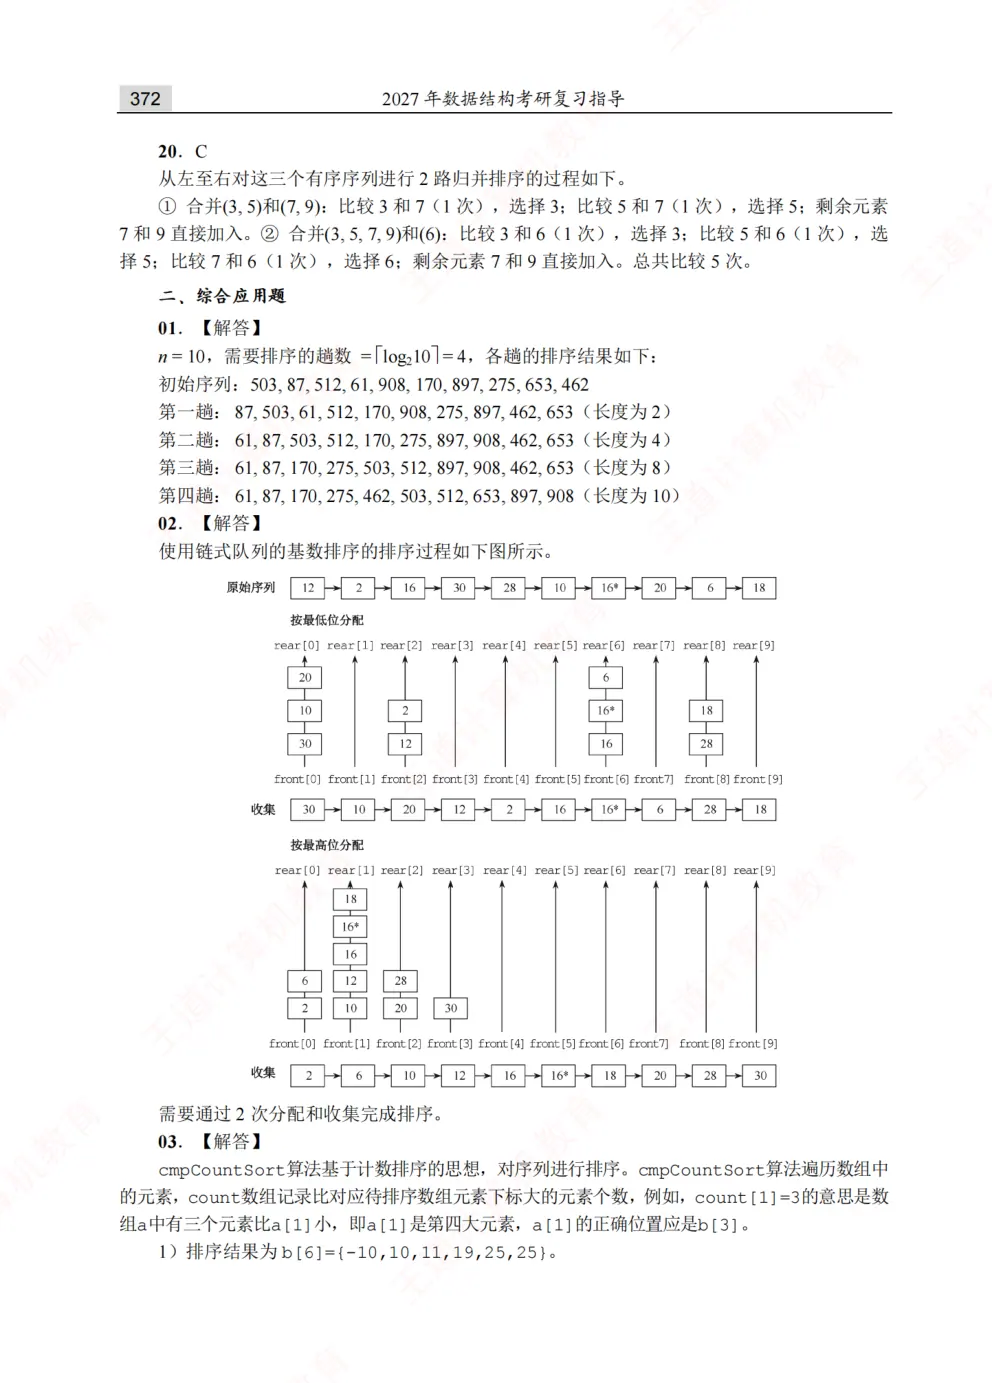 372
2027 年数据结构考研复习指导
20．C
从左至右对这三个有序序列进行 2 路归并排序的过程如下。
① 合并(3, 5)和(7, 9)：比较 3 和 7（1 次），选择 3；比较 5 和 7（1 次），选择 5；剩余元素
7 和 9 直接加入。② 合并(3, 5, 7, 9)和(6)：比较 3 和 6（1 次），选择 3；比较 5 和 6（1 次），选
择 5；比较 7 和 6（1 次），选择 6；剩余元素 7 和 9 直接加入。总共比较 5 次。
二、综合应用题
01．【解答】
n = 10，需要排序的趟数 =⌈log₂10⌉= 4，各趟的排序结果如下：
初始序列：503, 87, 512, 61, 908, 170, 897, 275, 653, 462
第一趟： 87, 503, 61, 512, 170, 908, 275, 897, 462, 653（长度为 2）
第二趟： 61, 87, 503, 512, 170, 275, 897, 908, 462, 653（长度为 4）
第三趟： 61, 87, 170, 275, 503, 512, 897, 908, 462, 653（长度为 8）
第四趟： 61, 87, 170, 275, 462, 503, 512, 653, 897, 908（长度为 10）
02．【解答】
使用链式队列的基数排序的排序过程如下图所示。
原始序列 12 2 16 30 28 10 16* 20 6 18
按最低位分配
rear[0] rear[1] rear[2] rear[3] rear[4] rear[5] rear[6] rear[7] rear[8] rear[9]
20 6
10 2 16* 18
30 12 16 28
front[0] front[1] front[2] front[3] front[4] front[5] front[6] front7] front[8] front[9]
收集 30 10 20 12 2 16 16* 6 28 18
按最高位分配
rear[0] rear[1] rear[2] rear[3] rear[4] rear[5] rear[6] rear[7] rear[8] rear[9]
18
16*
16
6 12 28
2 10 20 30
front[0] front[1] front[2] front[3] front[4] front[5] front[6] front7] front[8] front[9]
收集 2 6 10 12 16 16* 18 20 28 30
需要通过 2 次分配和收集完成排序。
03．【解答】
cmpCountSort算法基于计数排序的思想，对序列进行排序。cmpCountSort算法遍历数组中
的元素，count数组记录比对应待排序数组元素下标大的元素个数，例如，count[1]=3的意思是数
组a中有三个元素比a[1]小，即a[1]是第四大元素，a[1]的正确位置应是b[3]。
1）排序结果为 b[6]={-10,10,11,19,25,25}。